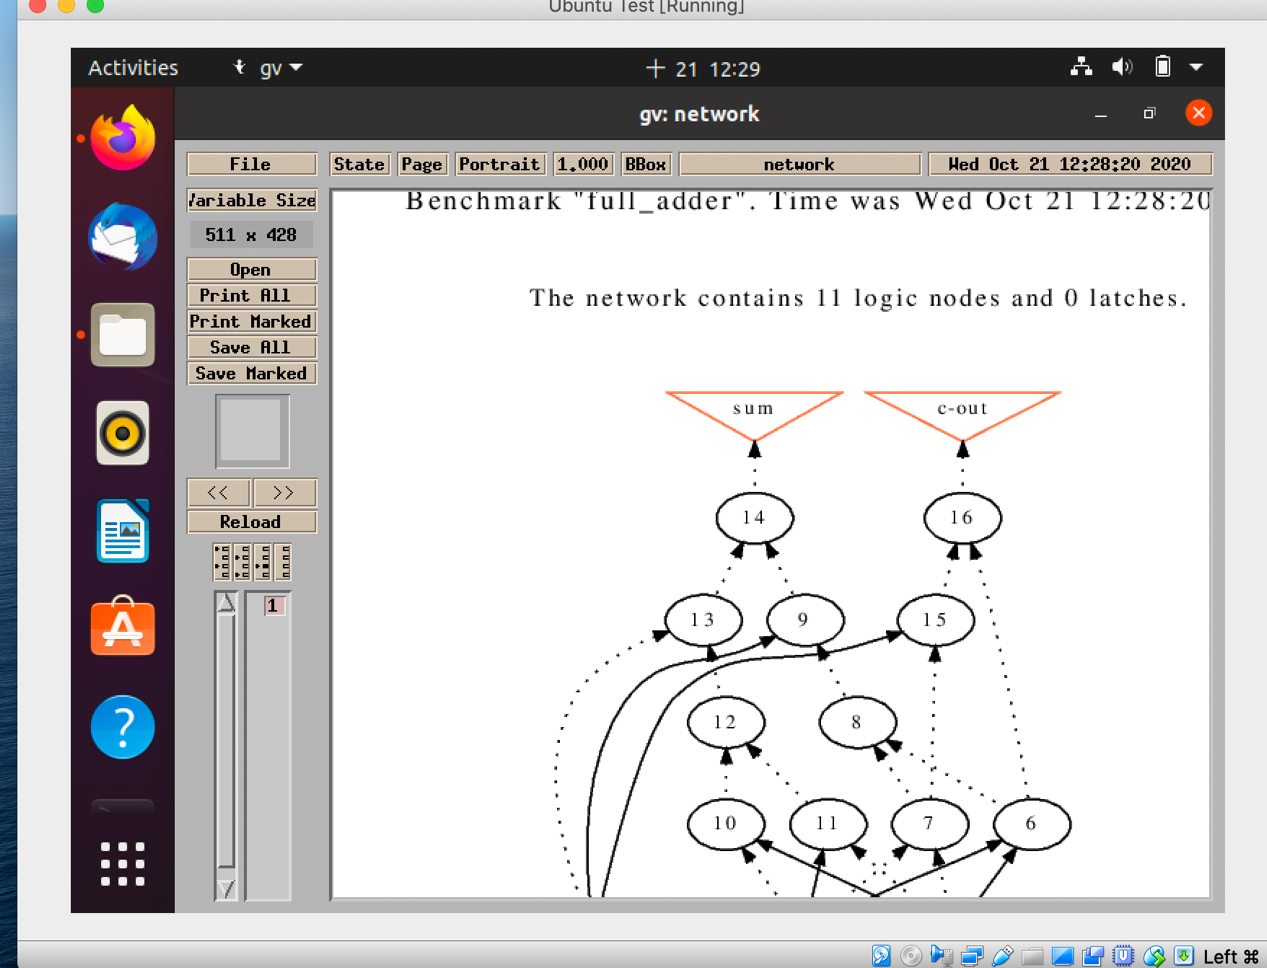 Ubuntu Test [Running]
Activities gv 21 12:29
gv: network
File State Page Portrait 1.000 BBox network Wed Oct 21 12:28:20 2020
Variable Size
511 x 428
Open
Print All
Print Marked
Save All
Save Marked
<< >>
Reload
1
Benchmark "full_adder". Time was Wed Oct 21 12:28:20
The network contains 11 logic nodes and 0 latches.
sum c-out
14 16
13 9 15
12 8
10 11 7 6
Left ⌘